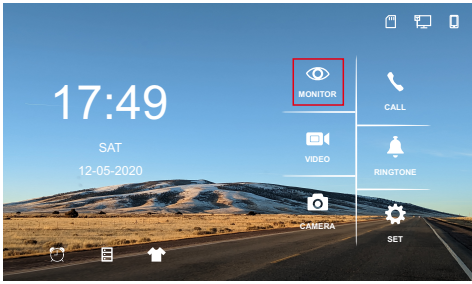 17:49
SAT
12-05-2020
MONITOR
CALL
VIDEO
RINGTONE
CAMERA
SET